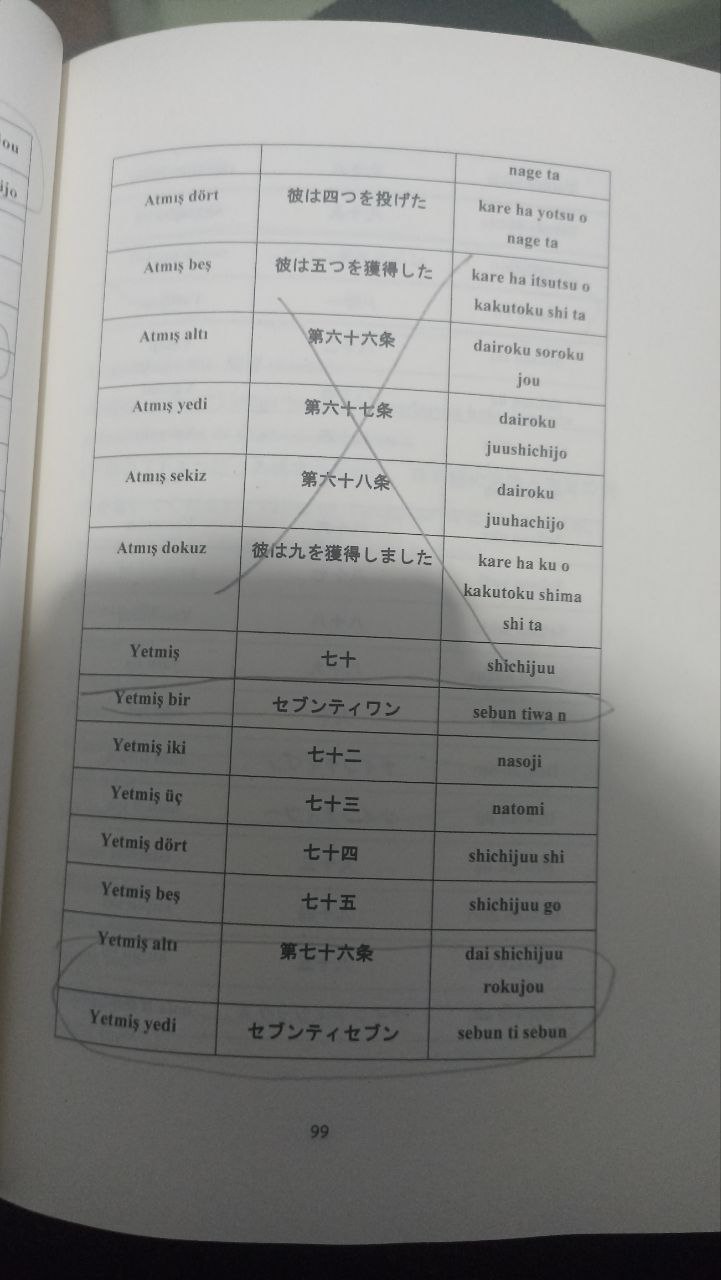 jou
ijo
nage ta
Atmış dört 彼は四つを投げた kare ha yotsu o
nage ta
Atmış beş 彼は五つを獲得した kare ha itsutsu o
kakutoku shi ta
Atmış altı 第六十六条 dairoku soroku
jou
Atmış yedi 第六十七条 dairoku
juushichijo
Atmış sekiz 第六十八条 dairoku
juuhachijo
Atmış dokuz 彼は九を獲得しました kare ha ku o
kakutoku shima
shi ta
Yetmiş 七十 shichijuu
Yetmiş bir セブンティワン sebun tiwa n
Yetmiş iki 七十二 nasoji
Yetmiş üç 七十三 natomi
Yetmiş dört 七十四 shichijuu shi
Yetmiş beş 七十五 shichijuu go
Yetmiş altı 第七十六条 dai shichijuu
rokujou
Yetmiş yedi セブンティセブン sebun ti sebun
99